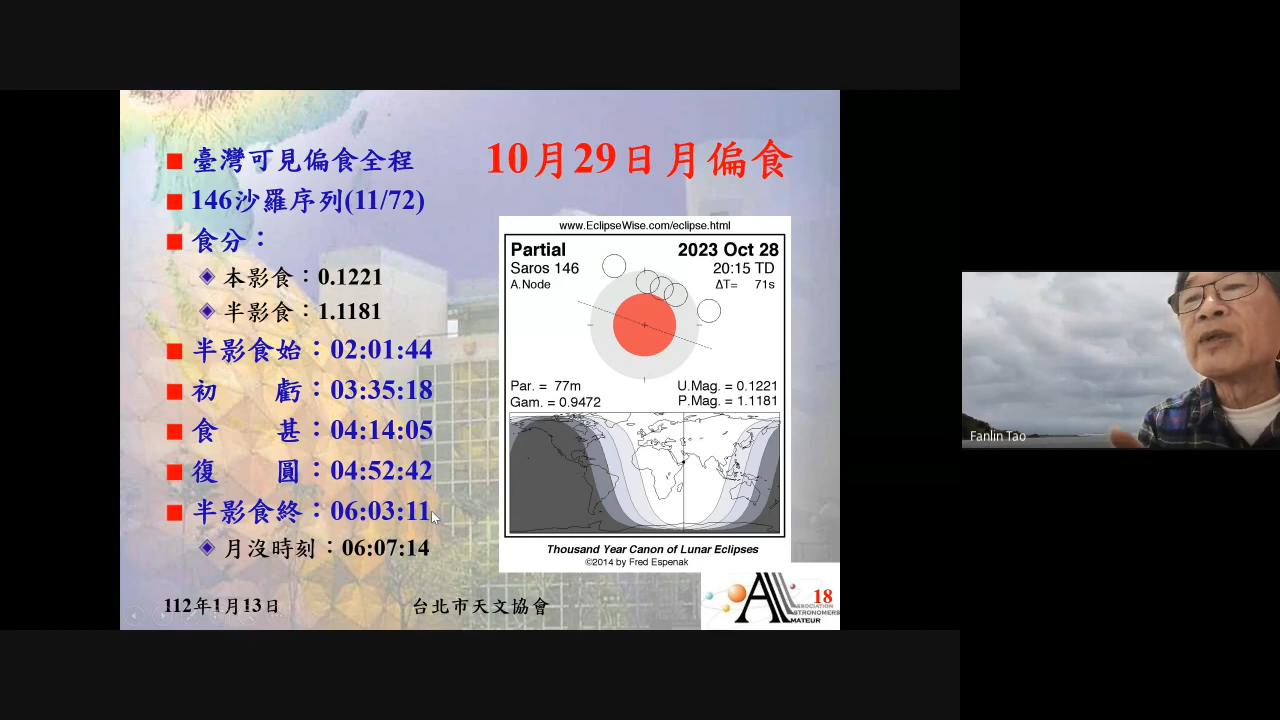 10月29日月偏食
臺灣可見偏食全程
146沙羅序列(11/72)
食分：
本影食：0.1221
半影食：1.1181
半影食始：02:01:44
初 虧：03:35:18
食 甚：04:14:05
復 圓：04:52:42
半影食終：06:03:11
月沒時刻：06:07:14
www.EclipseWise.com/eclipse.html
Partial 2023 Oct 28
Saros 146 20:15 TD
A.Node ΔT= 71s
Par. = 77m U.Mag. = 0.1221
Gam. = 0.9472 P.Mag. = 1.1181
Thousand Year Canon of Lunar Eclipses
©2014 by Fred Espenak
112年1月13日
台北市天文協會
18
ASSOCIATION
ASTRONOMERS
AMATEUR
Fanlin Tao